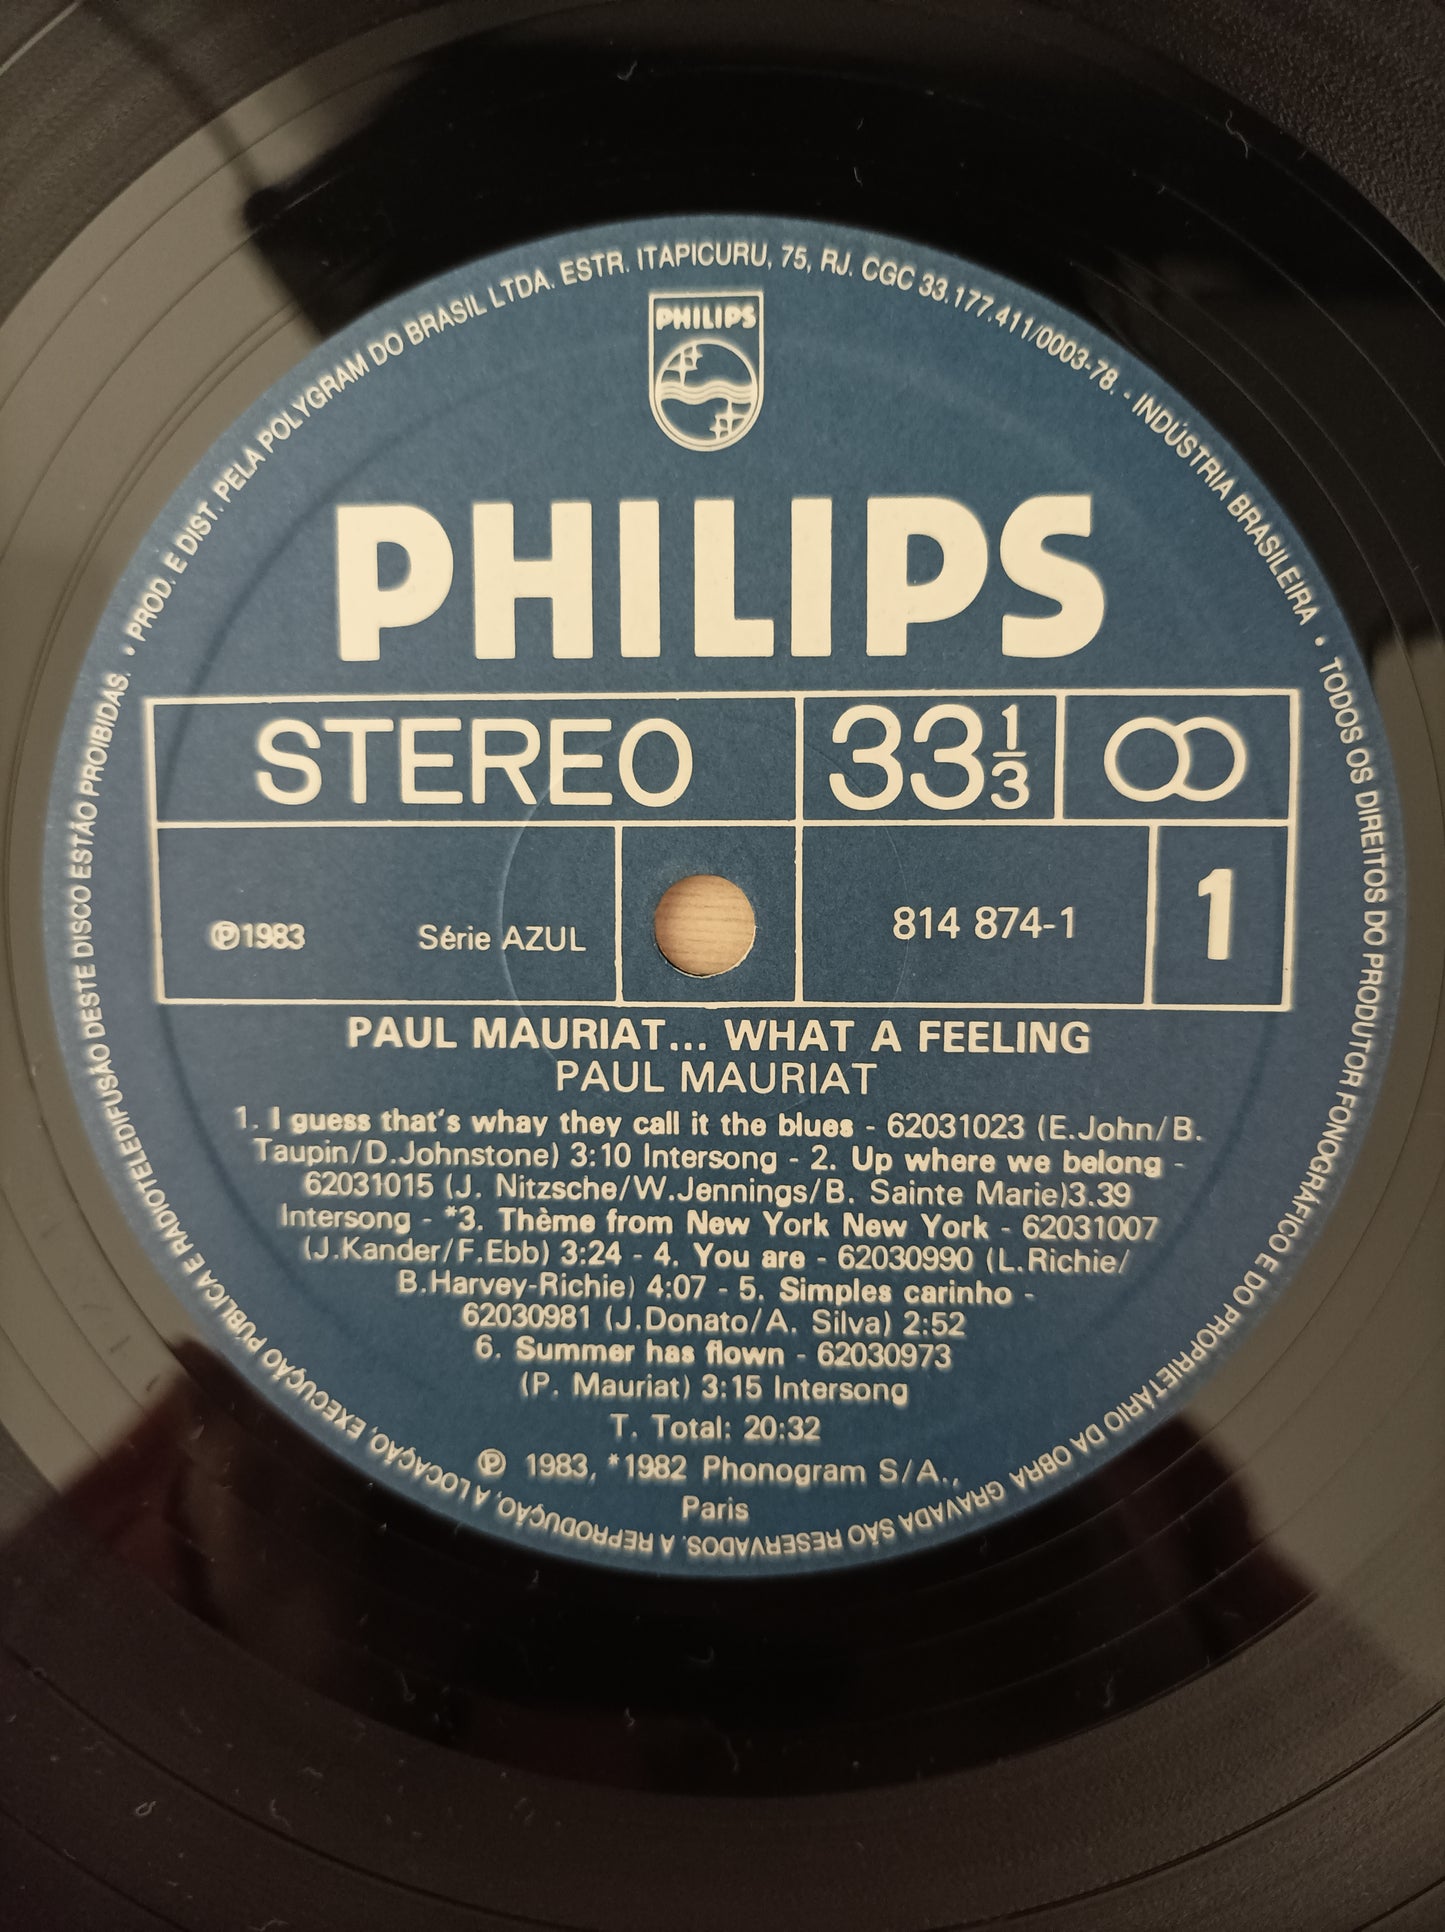 • PROD. E DIST. PELA POLYGRAM DO BRASIL LTDA. ESTR. ITAPICURU, 75, RJ. CGC 33.177.411/0003-78. - INDÚSTRIA BRASILEIRA • TODOS OS DIREITOS DO PRODUTOR FONOGRÁFICO E DO PROPRIETÁRIO DA OBRA GRAVADA SÃO RESERVADOS. A REPRODUÇÃO, A LOCAÇÃO, EXECUÇÃO PÚBLICA E RADIOTELEDIFUSÃO DESTE DISCO ESTÃO PROIBIDAS.
PHILIPS
PHILIPS
STEREO 33 1/3
Ⓟ1983 Série AZUL 814 874-1 1
PAUL MAURIAT... WHAT A FEELING
PAUL MAURIAT
1. I guess that's whay they call it the blues - 62031023 (E.John/B.
Taupin/D.Johnstone) 3:10 Intersong - 2. Up where we belong -
62031015 (J. Nitzsche/W.Jennings/B. Sainte Marie)3.39
Intersong - *3. Thème from New York New York - 62031007
(J.Kander/F.Ebb) 3:24 - 4. You are - 62030990 (L.Richie/
B.Harvey-Richie) 4:07 - 5. Simples carinho -
62030981 (J.Donato/A. Silva) 2:52
6. Summer has flown - 62030973
(P. Mauriat) 3:15 Intersong
T. Total: 20:32
Ⓟ 1983, *1982 Phonogram S/A.,
Paris